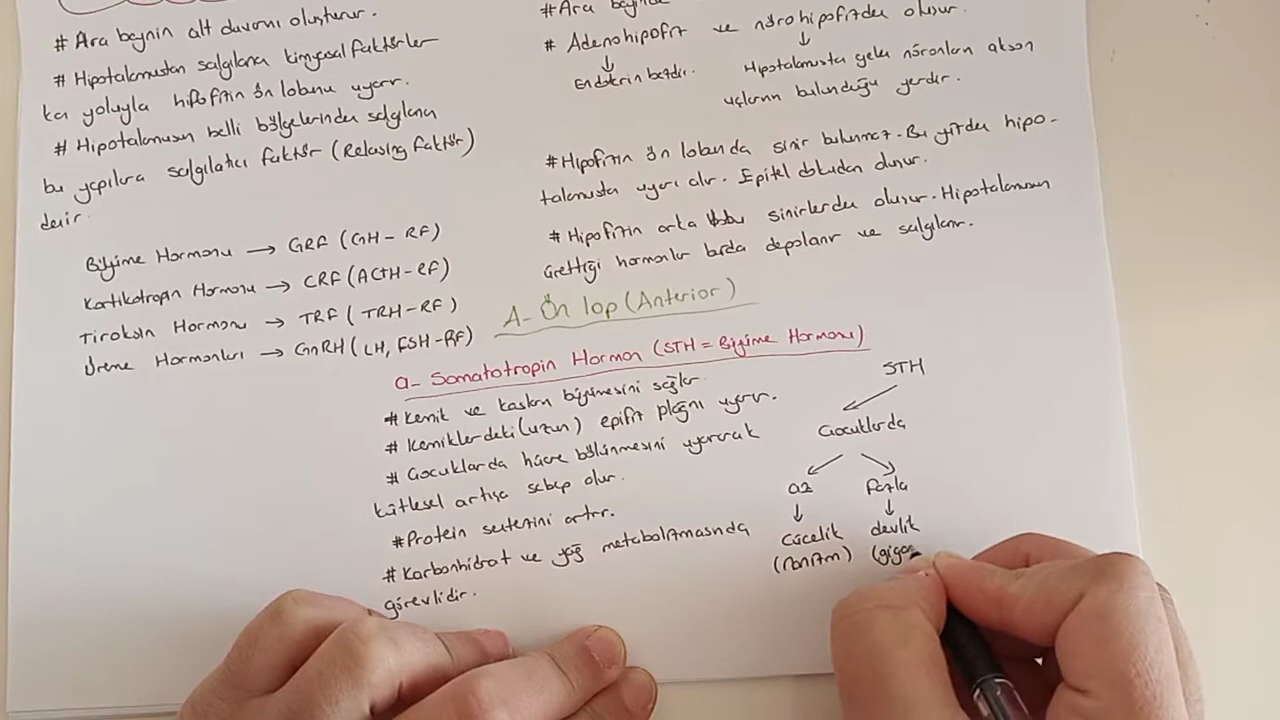 # Ara beynin alt duvarını oluşturur.
# Hipotalamustan salgılanan kimyasal faktörler
kan yoluyla hipofizin ön lobunu uyarır.
# Hipotalamusun belli bölgelerinden salgılanan
bu yapılara salgılatıcı faktör (Relasing faktör)
denir.
Büyüme Hormonu → GRF (GH-RF)
Kortikotropin Hormonu → CRF (ACTH-RF)
Tiroksin Hormonu → TRF (TRH-RF)
Üreme Hormonları → GnRH (LH, FSH-RF)
# Ara
# Adenohipofiz ve nörohipofizden oluşur.
Endokrin bezdir.
Hipotalamustan gelen nöronların akson
uçlarının bulunduğu yerdir.
# Hipofizin ön lobunda sinir bulunmaz. Bu yüzden hipo-
talamustan uyarı alır. Epitel dokudan oluşur.
# Hipofizin arka lobu sinirlerden oluşur. Hipotalamusun
ürettiği hormonlar burda depolanır ve salgılanır.
A- Ön lop (Anterior)
a- Somatotropin Hormon (STH = Büyüme Hormonu)
# Kemik ve kasların büyümesini sağlar.
# Kemiklerdeki (uzun) epifiz plağını uyarır.
# Çocuklarda hücre bölünmesini uyararak
kütlesel artışa sebep olur.
# Protein sentezini artırır.
# Karbonhidrat ve yağ metabolizmasında
görevlidir.
STH
Çocuklarda
az fazla
Cücelik devlik
(nanizm) (gigan